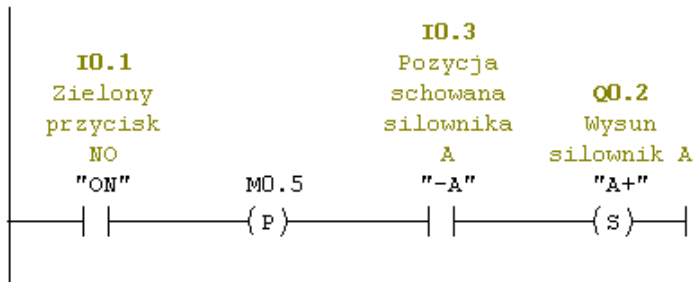 I0.1
Zielony
przycisk
NO
"ON"
M0.5
P
I0.3
Pozycja
schowana
silownika
A
"-A"
Q0.2
Wysun
silownik A
"A+"
S